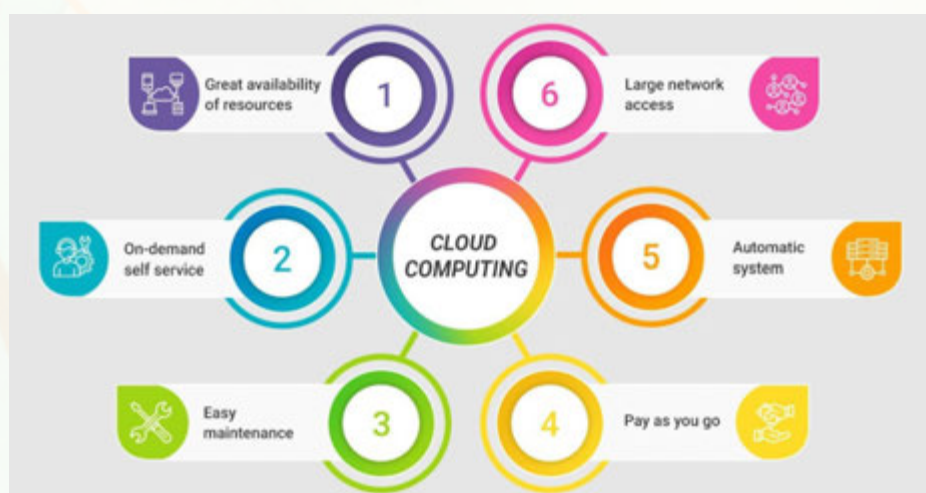 CLOUD
COMPUTING
1
Great availability
of resources
2
On-demand
self service
3
Easy
maintenance
4
Pay as you go
5
Automatic
system
6
Large network
access